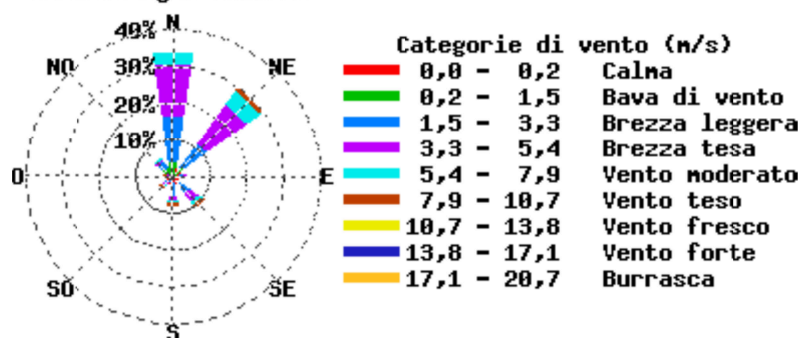 N
40%
30%
20%
10%
NO
NE
O
E
SO
SE
S
Categorie di vento (m/s)
0,0 - 0,2 Calma
0,2 - 1,5 Bava di vento
1,5 - 3,3 Brezza leggera
3,3 - 5,4 Brezza tesa
5,4 - 7,9 Vento moderato
7,9 - 10,7 Vento teso
10,7 - 13,8 Vento fresco
13,8 - 17,1 Vento forte
17,1 - 20,7 Burrasca